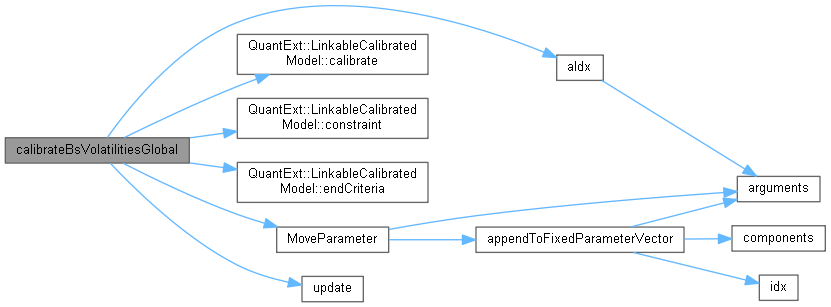 calibrateBsVolatilitiesGlobal
QuantExt::LinkableCalibrated
Model::calibrate
QuantExt::LinkableCalibrated
Model::constraint
QuantExt::LinkableCalibrated
Model::endCriteria
MoveParameter
update
aIdx
appendToFixedParameterVector
arguments
components
idx